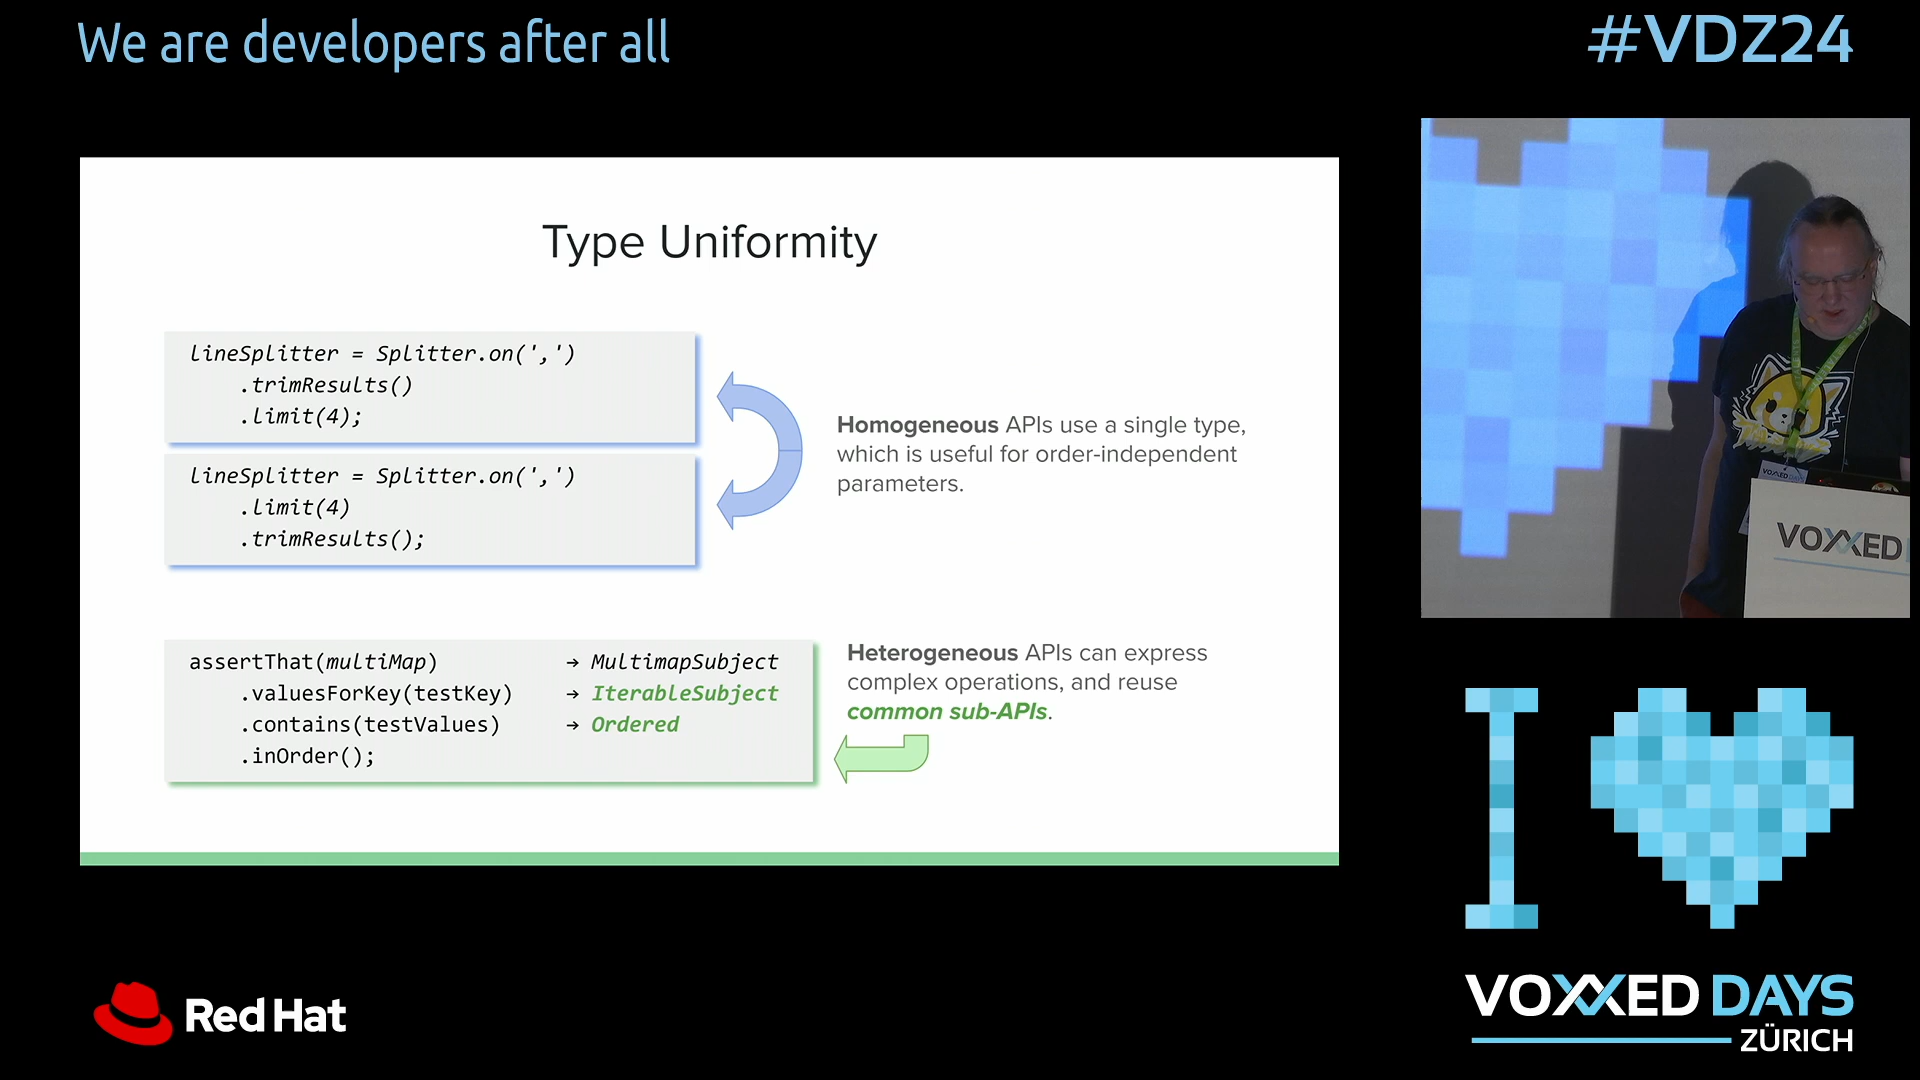 We are developers after all
#VDZ24
Type Uniformity
lineSplitter = Splitter.on(',')
.trimResults()
.limit(4);
lineSplitter = Splitter.on(',')
.limit(4)
.trimResults();
Homogeneous APIs use a single type,
which is useful for order-independent
parameters.
assertThat(multiMap) → MultimapSubject
.valuesForKey(testKey) → IterableSubject
.contains(testValues) → Ordered
.inOrder();
Heterogeneous APIs can express
complex operations, and reuse
common sub-APIs.
VOXXED
VOXXED D
I
Red Hat
VOXXED DAYS
ZÜRICH